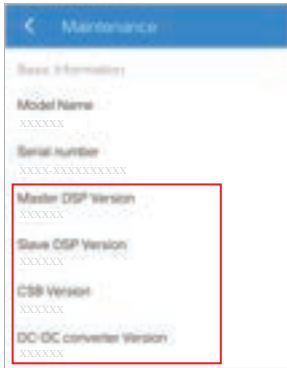 Maintenance
Basic Information
Model Name
XXXXXX
Serial number
XXXX-XXXXXXXXXX
Master DSP Version
XXXXXX
Slave DSP Version
XXXXXX
CSB Version
XXXXXX
DC-DC converter Version
XXXXXX